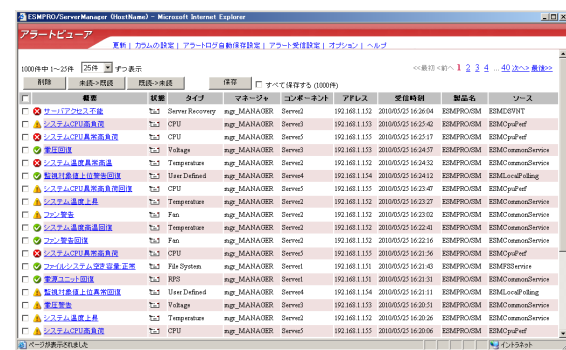 ESMPRO/ServerManager (HostName) - Microsoft Internet Explorer
アラートビューア
更新 | カラムの設定 | アラートログ自動保存設定 | アラート受信設定 | オプション | ヘルプ
1000件中 1～25件 25件 ずつ表示 <<最初 <前へ 1 2 3 4 ... 40 次へ> 最後>>
削除 未読->既読 既読->未読 保存 すべて保存する (1000件)
概要 状態 タイプ マネージャ コンポーネント アドレス 受信時刻 製品名 ソース
サーバアクセス不能 Server Recovery mgr_MANAGER Server2 192.168.1.152 2010/05/25 16:26:04 ESMPRO/SM ESMDSVNT
システムCPU高負荷 CPU mgr_MANAGER Server3 192.168.1.153 2010/05/25 16:25:42 ESMPRO/SM ESMCpuPerf
システムCPU異常高負荷 CPU mgr_MANAGER Server5 192.168.1.155 2010/05/25 16:25:17 ESMPRO/SM ESMCpuPerf
電圧回復 Voltage mgr_MANAGER Server3 192.168.1.153 2010/05/25 16:24:57 ESMPRO/SM ESMCommonService
システム温度異常高温 Temperature mgr_MANAGER Server2 192.168.1.152 2010/05/25 16:24:32 ESMPRO/SM ESMCommonService
監視対象値上位警告回復 User Defined mgr_MANAGER Server4 192.168.1.154 2010/05/25 16:24:12 ESMPRO/SM ESMLocalPolling
システムCPU異常高負荷回復 CPU mgr_MANAGER Server5 192.168.1.155 2010/05/25 16:23:47 ESMPRO/SM ESMCpuPerf
システム温度上昇 Temperature mgr_MANAGER Server2 192.168.1.152 2010/05/25 16:23:27 ESMPRO/SM ESMCommonService
ファン警告 Fan mgr_MANAGER Server2 192.168.1.152 2010/05/25 16:23:02 ESMPRO/SM ESMCommonService
システム温度高温回復 Temperature mgr_MANAGER Server2 192.168.1.152 2010/05/25 16:22:41 ESMPRO/SM ESMCommonService
ファン警告回復 Fan mgr_MANAGER Server2 192.168.1.152 2010/05/25 16:22:16 ESMPRO/SM ESMCommonService
システムCPU異常高負荷 CPU mgr_MANAGER Server5 192.168.1.155 2010/05/25 16:21:56 ESMPRO/SM ESMCpuPerf
ファイルシステム空き容量:正常 File System mgr_MANAGER Server1 192.168.1.151 2010/05/25 16:21:43 ESMPRO/SM ESMFSService
電源ユニット回復 RPS mgr_MANAGER Server1 192.168.1.151 2010/05/25 16:21:31 ESMPRO/SM ESMCommonService
監視対象値上位異常回復 User Defined mgr_MANAGER Server4 192.168.1.154 2010/05/25 16:21:11 ESMPRO/SM ESMLocalPolling
電圧警告 Voltage mgr_MANAGER Server3 192.168.1.153 2010/05/25 16:20:51 ESMPRO/SM ESMCommonService
システム温度上昇 Temperature mgr_MANAGER Server2 192.168.1.152 2010/05/25 16:20:26 ESMPRO/SM ESMCommonService
システムCPU高負荷 CPU mgr_MANAGER Server5 192.168.1.155 2010/05/25 16:20:06 ESMPRO/SM ESMCpuPerf
ページが表示されました イントラネット